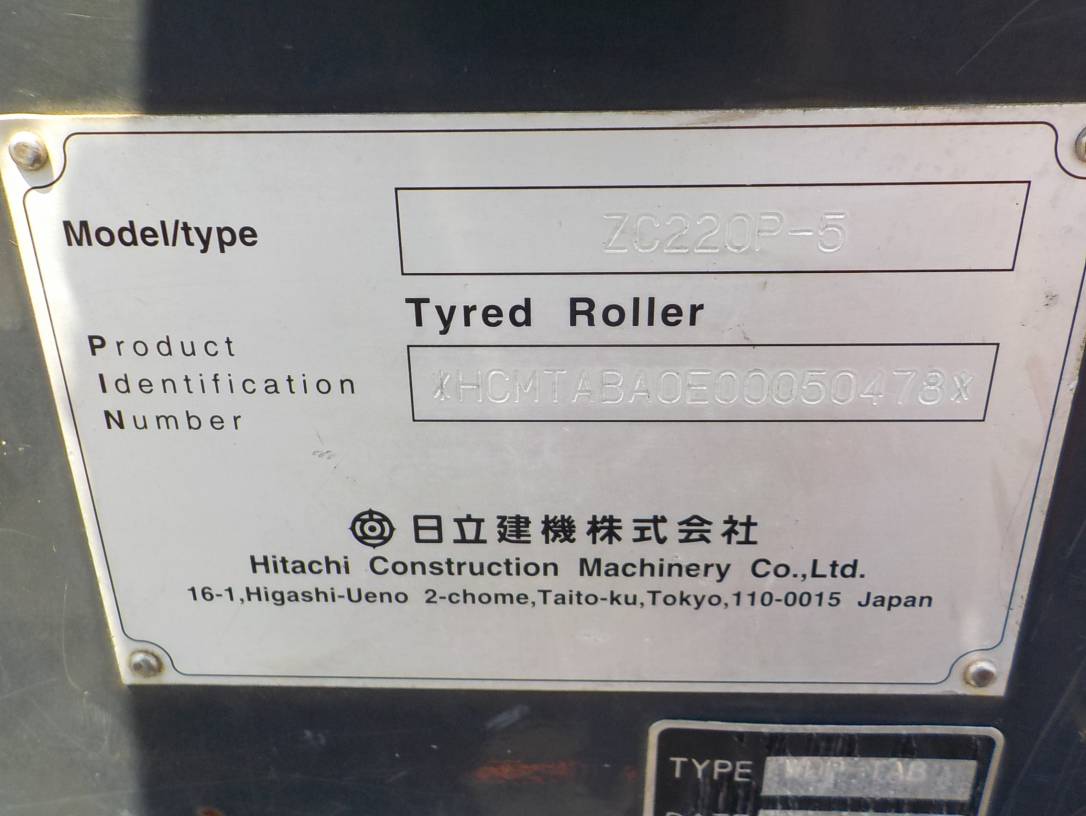 Model/type ZC220P-5
Tyred Roller
Product
Identification *HCMTABA0E00050478*
Number
日立建機株式会社
Hitachi Construction Machinery Co.,Ltd.
16-1,Higashi-Ueno 2-chome,Taito-ku,Tokyo,110-0015 Japan
TYPE